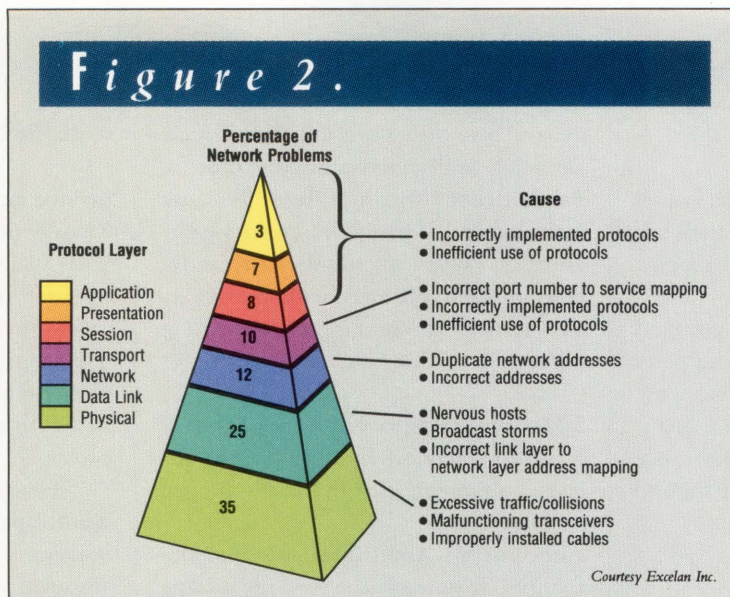 Figure 2.
Percentage of
Network Problems
Protocol Layer
Application
Presentation
Session
Transport
Network
Data Link
Physical
3
7
8
10
12
25
35
Cause
• Incorrectly implemented protocols
• Inefficient use of protocols
• Incorrect port number to service mapping
• Incorrectly implemented protocols
• Inefficient use of protocols
• Duplicate network addresses
• Incorrect addresses
• Nervous hosts
• Broadcast storms
• Incorrect link layer to
network layer address mapping
• Excessive traffic/collisions
• Malfunctioning transceivers
• Improperly installed cables
Courtesy Excelan Inc.